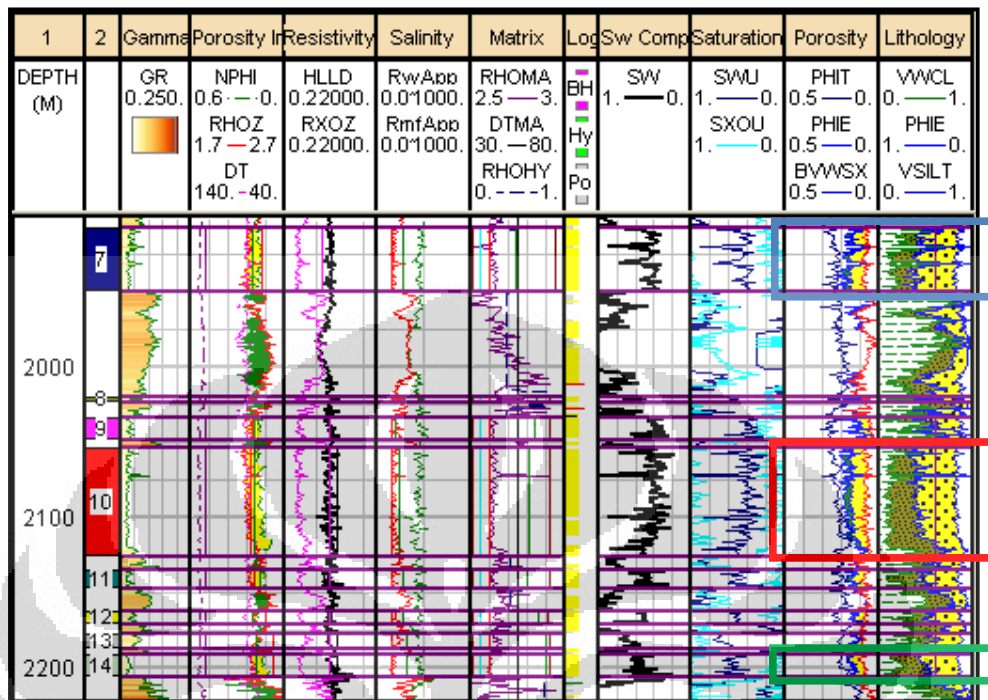 1 2 Gamma Porosity In Resistivity Salinity Matrix Log Sw Comp Saturation Porosity Lithology
DEPTH GR NPHI HLLD RwApp RHOMA BH SW SWU PHIT VWCL
(M) 0.250. 0.6 0. 0.22000. 0.01000. 2.5 3. 1. 0. 1. 0. 0.5 0. 0. 1.
RHOZ RXOZ RmfApp DTMA Hy SXOU PHIE PHIE
1.7 2.7 0.22000. 0.01000. 30. 80. 1. 0. 0.5 0. 1. 0.
DT RHOHY Po BVWSX VSILT
140. 40. 0. 1. 0.5 0. 0. 1.
7
2000
8
9
10
2100
11
12
13
14
2200